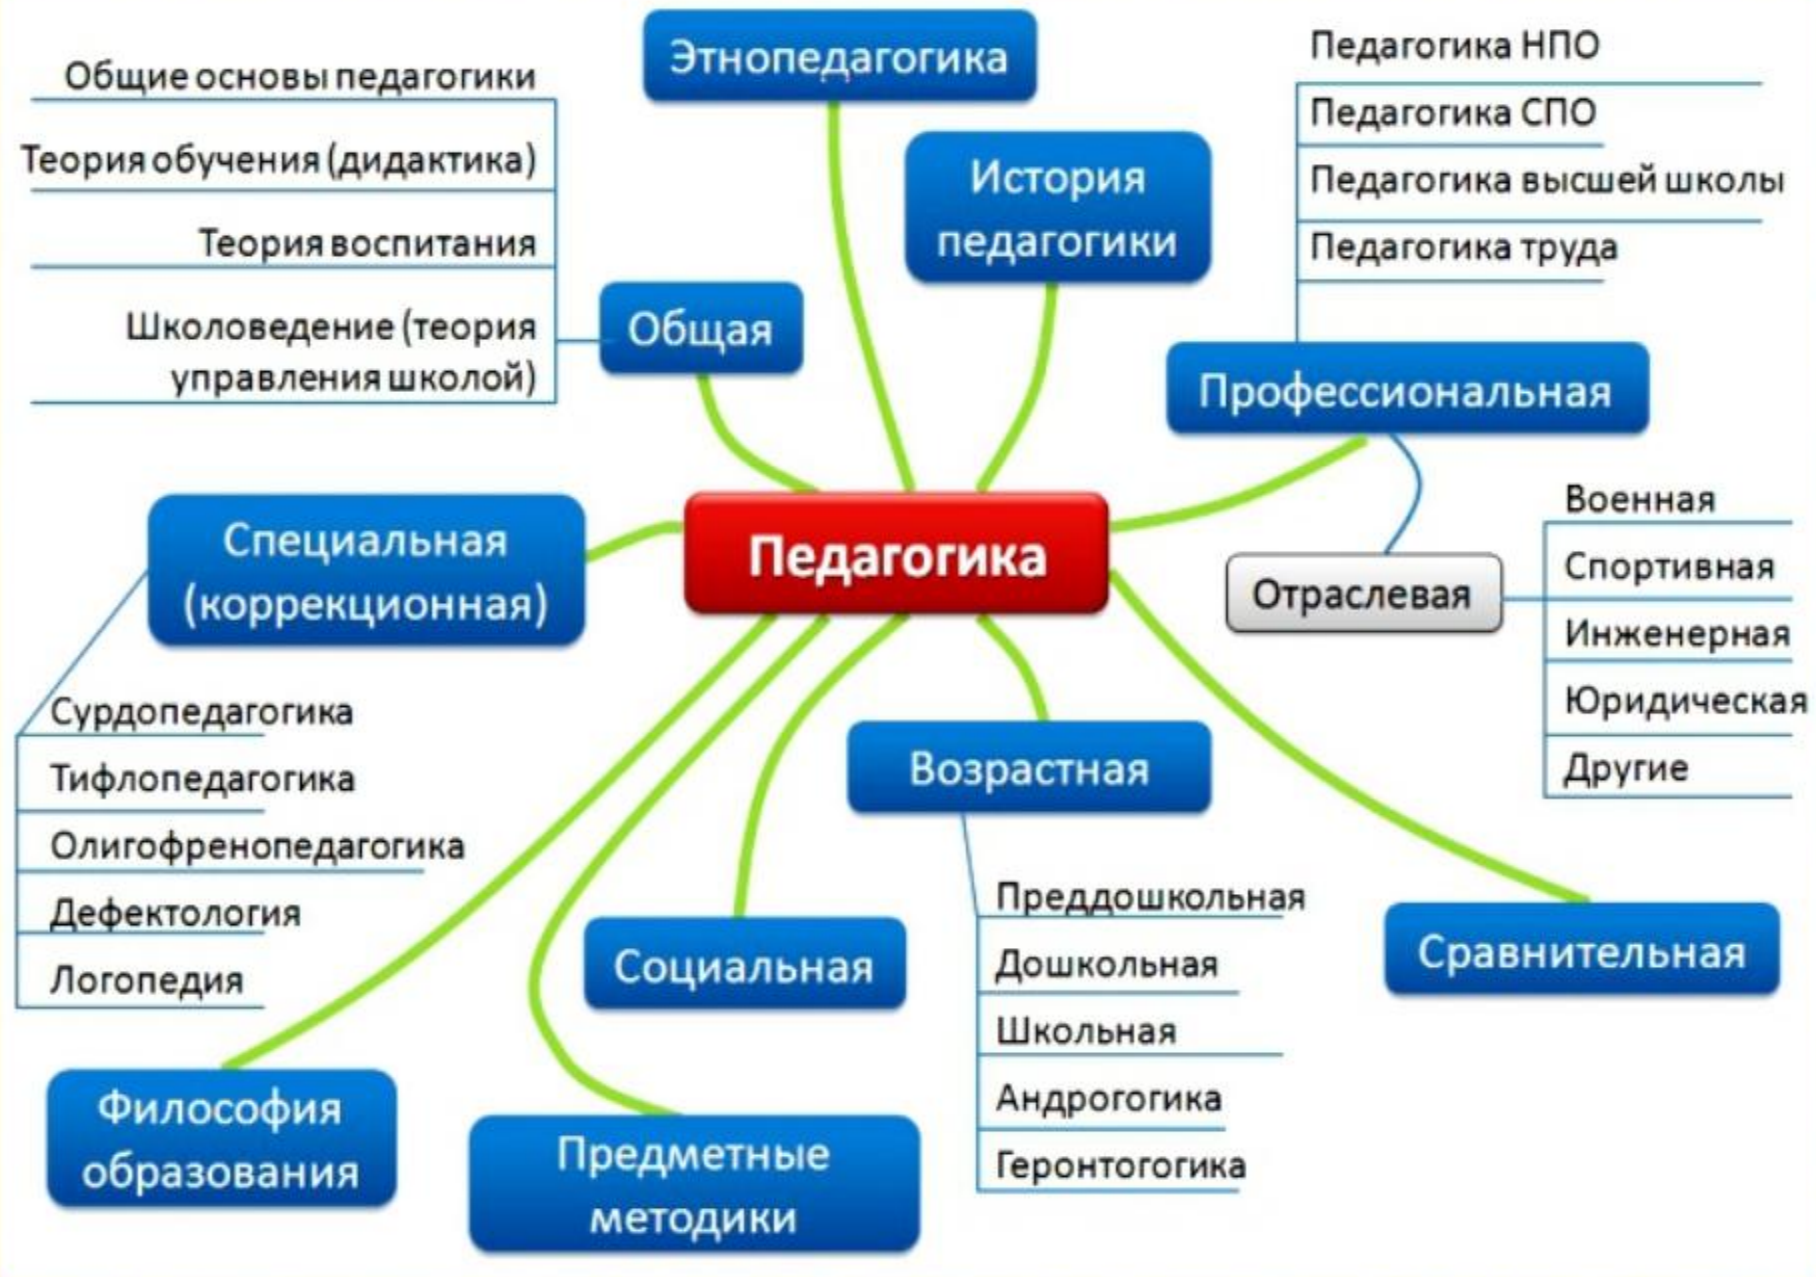 Этнопедагогика
История
педагогики
Общие основы педагогики
Теория обучения (дидактика)
Теория воспитания
Школоведение (теория
управления школой)
Общая
Педагогика НПО
Педагогика СПО
Педагогика высшей школы
Педагогика труда
Профессиональная
Отраслевая
Военная
Спортивная
Инженерная
Юридическая
Другие
Педагогика
Специальная
(коррекционная)
Сурдопедагогика
Тифлопедагогика
Олигофренопедагогика
Дефектология
Логопедия
Возрастная
Преддошкольная
Дошкольная
Школьная
Андрогогика
Геронтогогика
Сравнительная
Социальная
Философия
образования
Предметные
методики